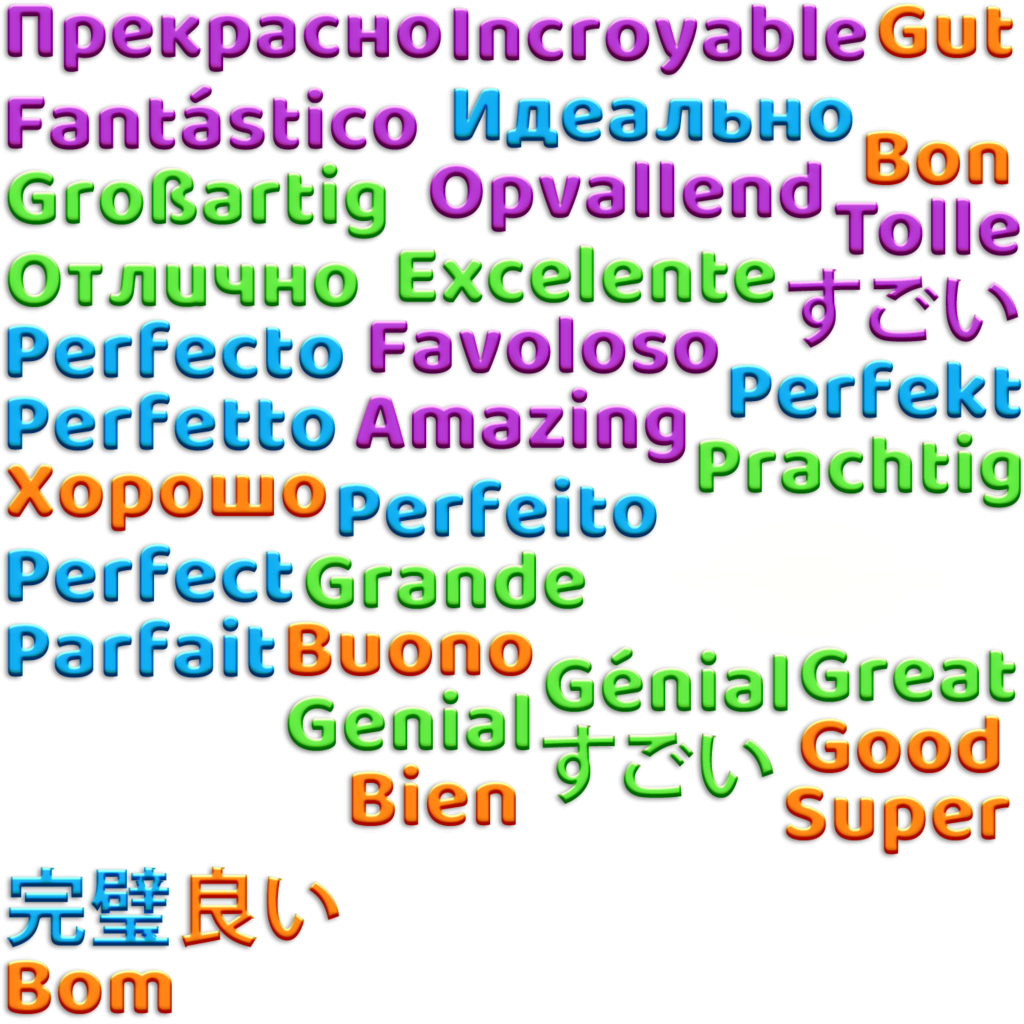 Прекрасно Incroyable Gut
Fantástico Идеально
Bon
Großartig Opvallend
Tolle
Отлично Excelente すごい
Perfecto Favoloso
Perfekt
Perfetto Amazing
Prachtig
Хорошо Perfeito
Perfect Grande
Parfait Buono
Génial Great
Genial
すごい Good
Bien Super
完璧 良い
Bom